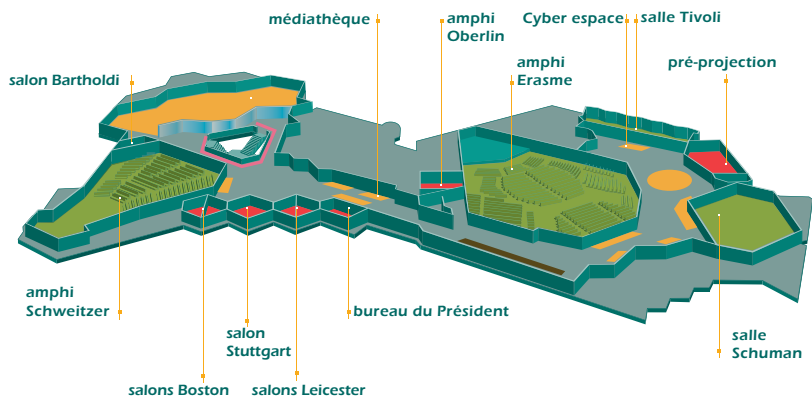 médiathèque
amphi
Oberlin
Cyber espace
salle Tivoli
salon Bartholdi
amphi
Erasme
pré-projection
amphi
Schweitzer
bureau du Président
salon
Stuttgart
salle
Schuman
salons Boston
salons Leicester